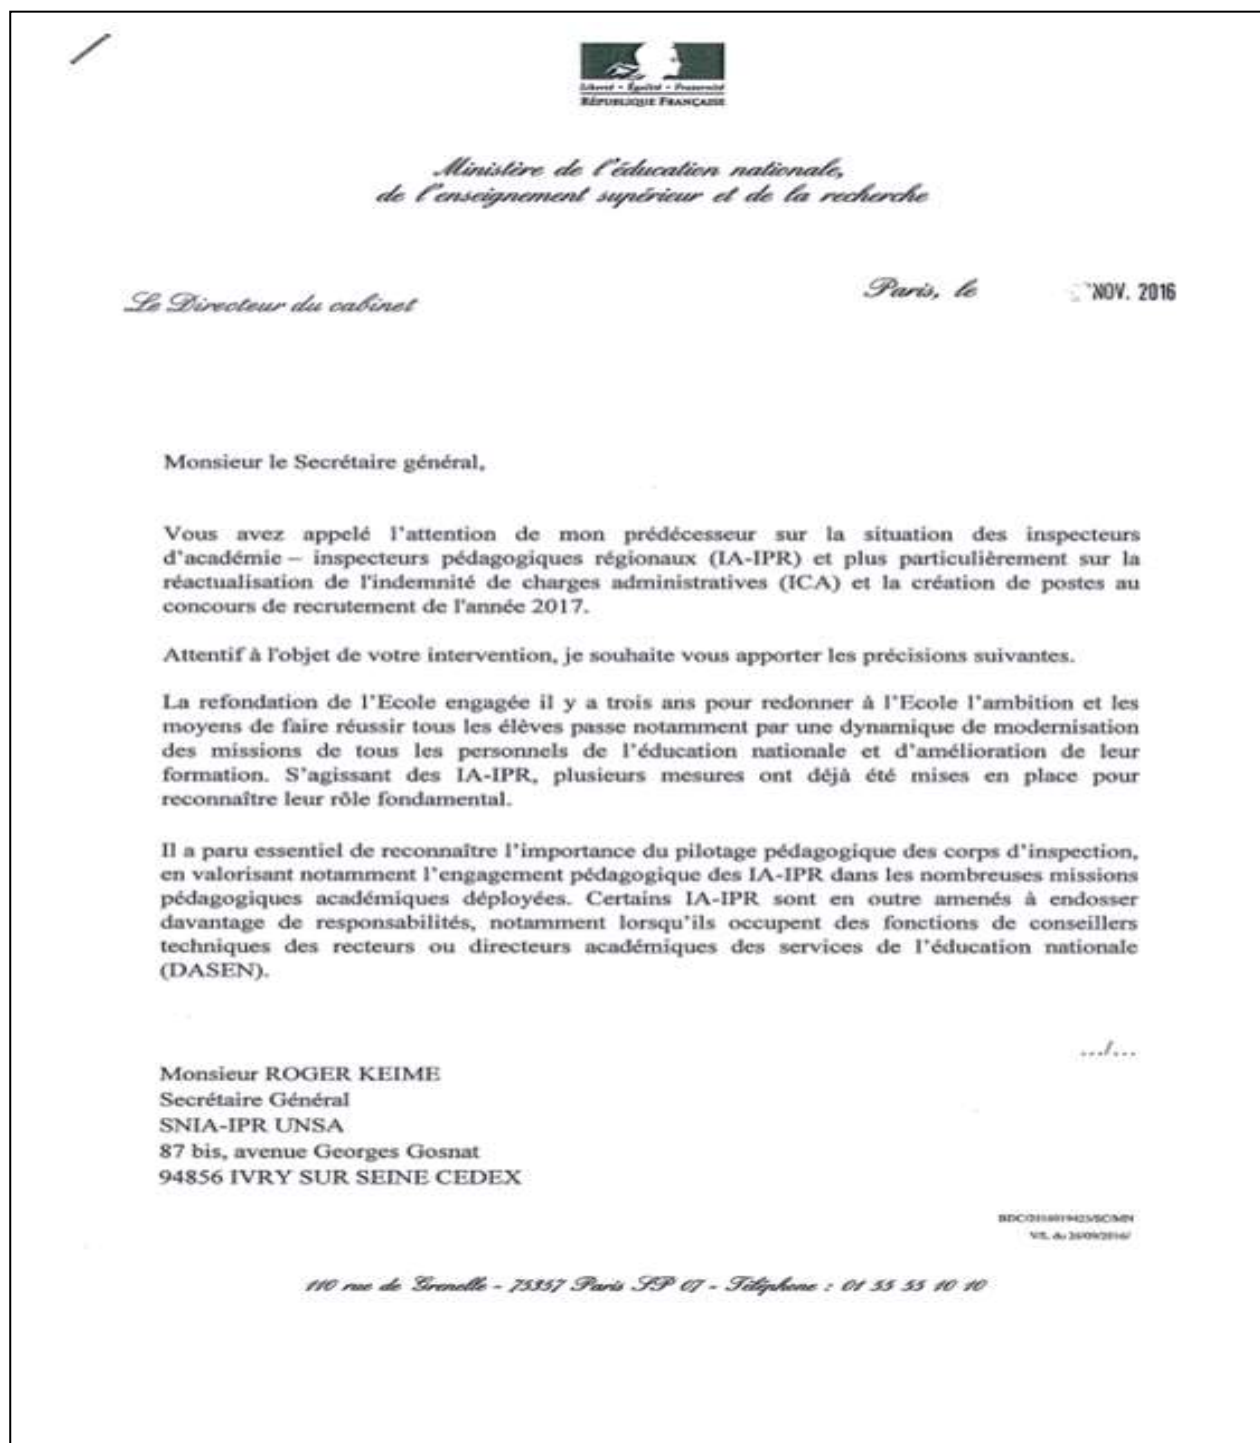 Liberté • Égalité • Fraternité
RÉPUBLIQUE FRANÇAISE
Ministère de l'éducation nationale,
de l'enseignement supérieur et de la recherche
Le Directeur du cabinet
Paris, le NOV. 2016
Monsieur le Secrétaire général,
Vous avez appelé l'attention de mon prédécesseur sur la situation des inspecteurs
d'académie – inspecteurs pédagogiques régionaux (IA-IPR) et plus particulièrement sur la
réactualisation de l'indemnité de charges administratives (ICA) et la création de postes au
concours de recrutement de l'année 2017.
Attentif à l'objet de votre intervention, je souhaite vous apporter les précisions suivantes.
La refondation de l'Ecole engagée il y a trois ans pour redonner à l'Ecole l'ambition et les
moyens de faire réussir tous les élèves passe notamment par une dynamique de modernisation
des missions de tous les personnels de l'éducation nationale et d'amélioration de leur
formation. S'agissant des IA-IPR, plusieurs mesures ont déjà été mises en place pour
reconnaître leur rôle fondamental.
Il a paru essentiel de reconnaître l'importance du pilotage pédagogique des corps d'inspection,
en valorisant notamment l'engagement pédagogique des IA-IPR dans les nombreuses missions
pédagogiques académiques déployées. Certains IA-IPR sont en outre amenés à endosser
davantage de responsabilités, notamment lorsqu'ils occupent des fonctions de conseillers
techniques des recteurs ou directeurs académiques des services de l'éducation nationale
(DASEN).
.../...
Monsieur ROGER KEIME
Secrétaire Général
SNIA-IPR UNSA
87 bis, avenue Georges Gosnat
94856 IVRY SUR SEINE CEDEX
V/L du 26/09/2016/
110 rue de Grenelle - 75357 Paris SP 07 - Téléphone : 01 55 55 10 10